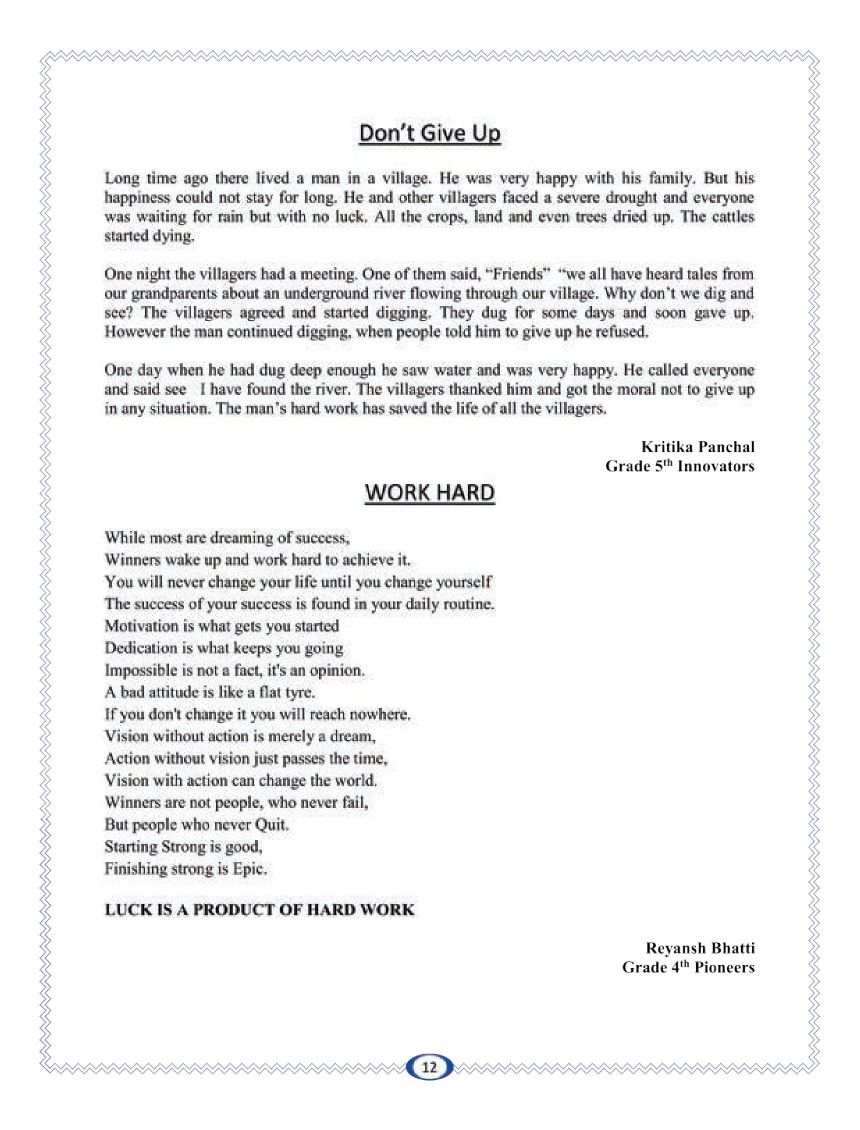 Don’t Give Up
Long time ago there lived a man in a village. He was very happy with his family. But his
happiness could not stay for long. He and other villagers faced a severe drought and everyone
was waiting for rain but with no luck. All the crops, land and even trees dried up. The cattles
started dying.
One night the villagers had a meeting. One of them said, “Friends” “we all have heard tales from
our grandparents about an underground river flowing through our village. Why don’t we dig and
see? The villagers agreed and started digging. They dug for some days and soon gave up.
However the man continued digging, when people told him to give up he refused.
One day when he had dug deep enough he saw water and was very happy. He called everyone
and said see I have found the river. The villagers thanked him and got the moral not to give up
in any situation. The man’s hard work has saved the life of all the villagers.
Kritika Panchal
Grade 5th Innovators
WORK HARD
While most are dreaming of success,
Winners wake up and work hard to achieve it.
You will never change your life until you change yourself
The success of your success is found in your daily routine.
Motivation is what gets you started
Dedication is what keeps you going
Impossible is not a fact, it's an opinion.
A bad attitude is like a flat tyre.
If you don't change it you will reach nowhere.
Vision without action is merely a dream,
Action without vision just passes the time,
Vision with action can change the world.
Winners are not people, who never fail,
But people who never Quit.
Starting Strong is good,
Finishing strong is Epic.
LUCK IS A PRODUCT OF HARD WORK
Reyansh Bhatti
Grade 4th Pioneers
12